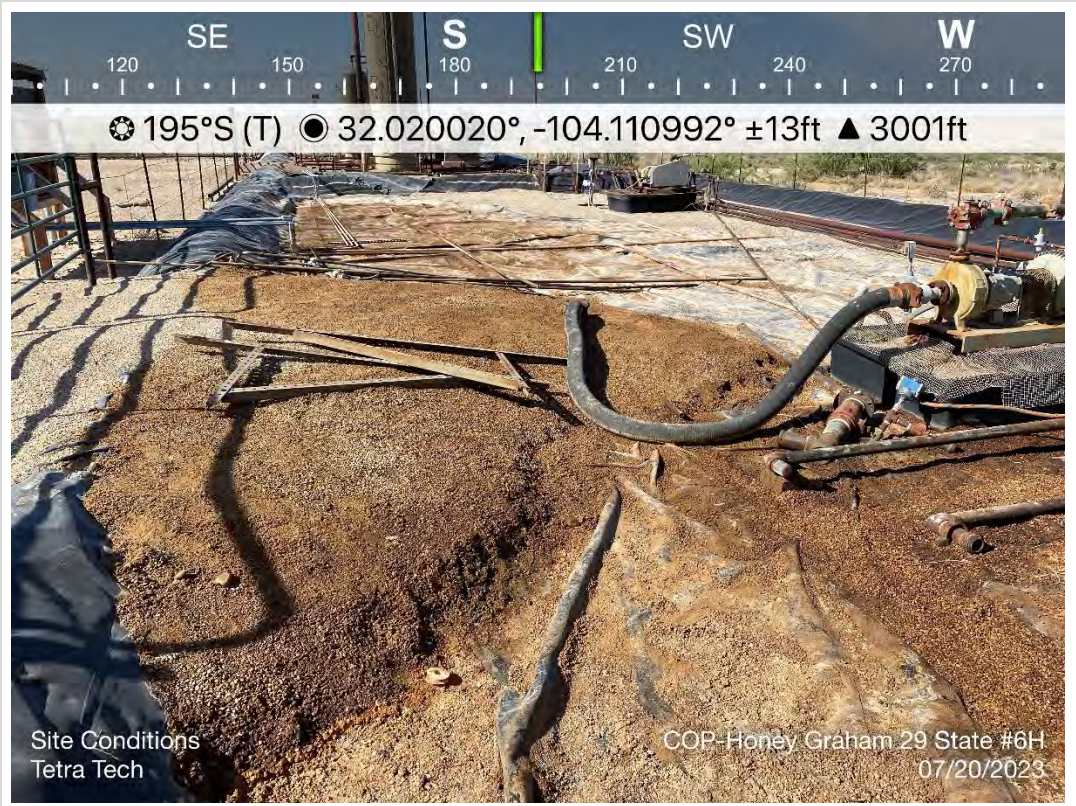 SE S SW W
120 150 180 210 240 270
195°S (T) 32.020020°, -104.110992° ±13ft ▲ 3001ft
Site Conditions
Tetra Tech
COP-Honey Graham 29 State #6H
07/20/2023